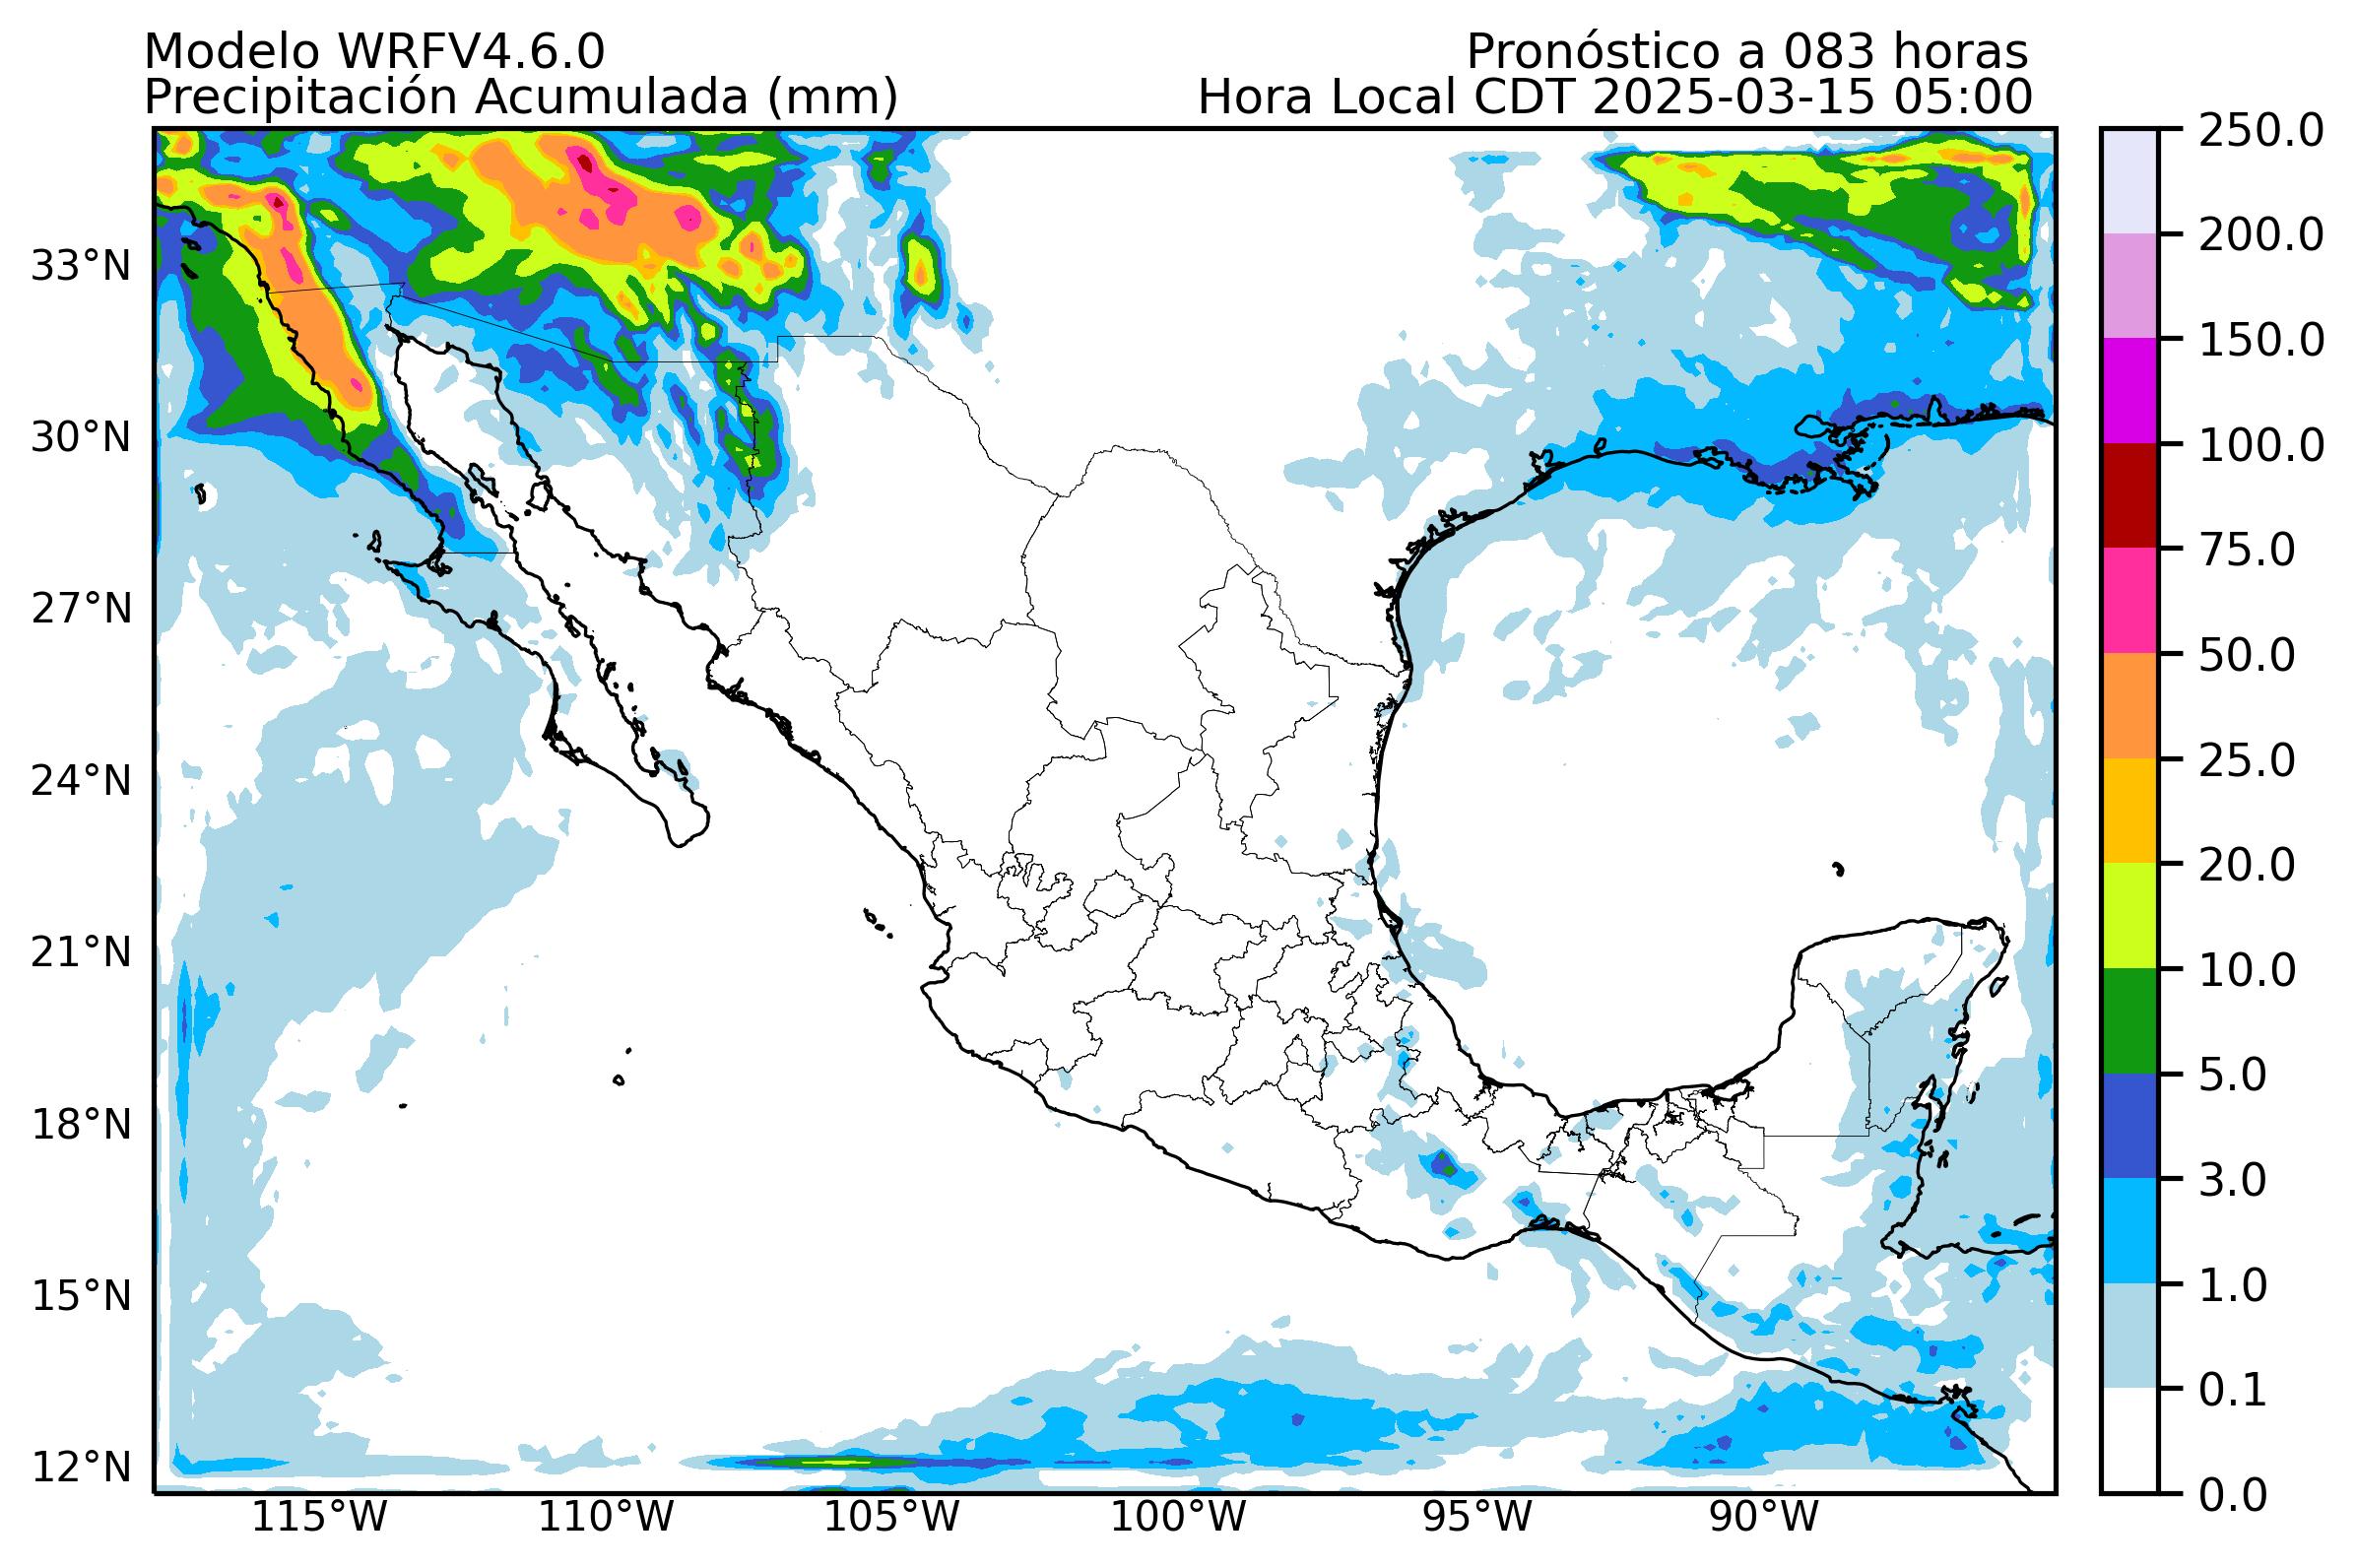 Modelo WRFV4.6.0
Pronóstico a 083 horas
Precipitación Acumulada (mm)
Hora Local CDT 2025-03-15 05:00
33°N
30°N
27°N
24°N
21°N
18°N
15°N
12°N
115°W
110°W
105°W
100°W
95°W
90°W
250.0
200.0
150.0
100.0
75.0
50.0
25.0
20.0
10.0
5.0
3.0
1.0
0.1
0.0